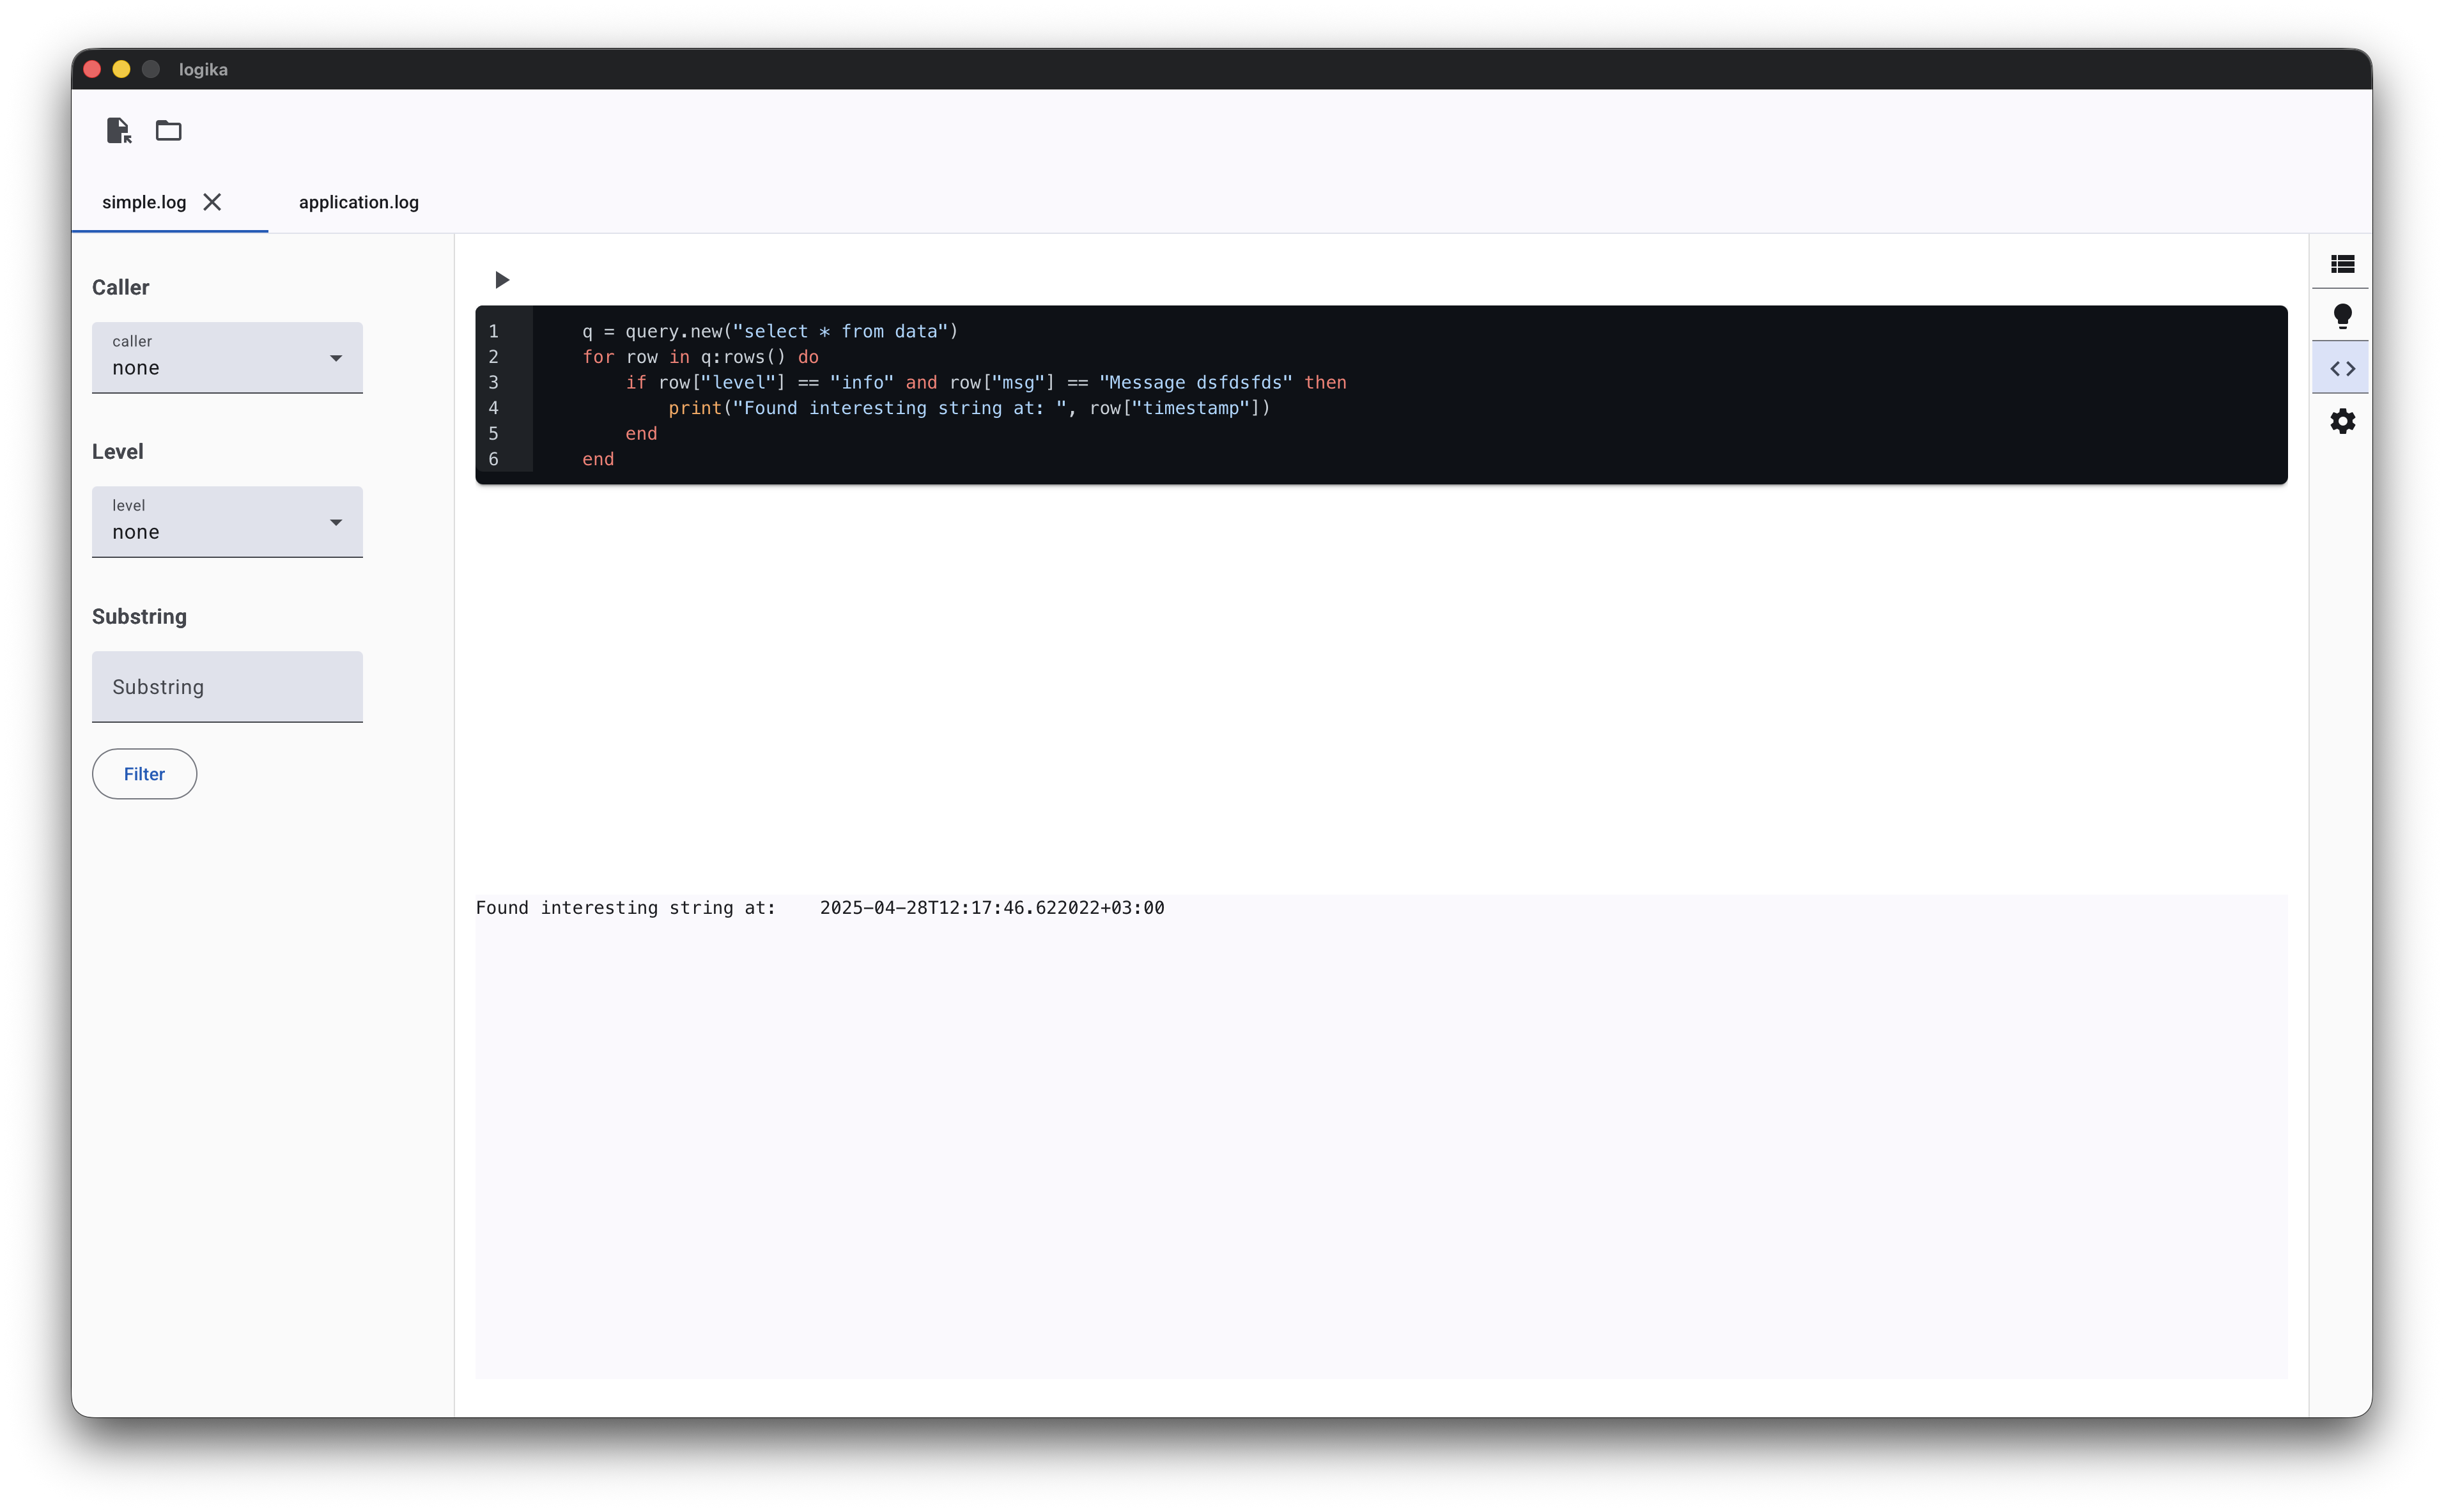 logika
simple.log
application.log
Caller
caller
none
Level
level
none
Substring
Substring
Filter
1 q = query.new("select * from data")
2 for row in q:rows() do
3 if row["level"] == "info" and row["msg"] == "Message dsfdsfds" then
4 print("Found interesting string at: ", row["timestamp"])
5 end
6 end
Found interesting string at: 2025-04-28T12:17:46.622022+03:00